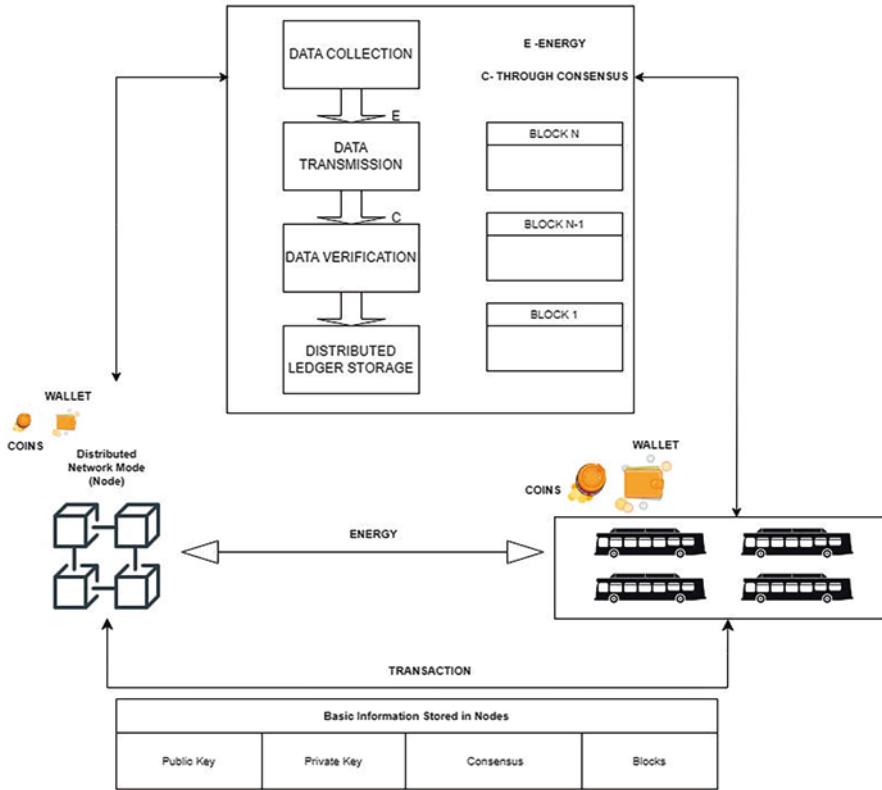 DATA COLLECTION
E -ENERGY
C- THROUGH CONSENSUS
E
DATA
TRANSMISSION
BLOCK N
C
DATA VERIFICATION
BLOCK N-1
DISTRIBUTED
LEDGER STORAGE
BLOCK 1
WALLET
COINS
Distributed
Network Mode
(Node)
WALLET
COINS
ENERGY
TRANSACTION
Basic Information Stored in Nodes
Public Key
Private Key
Consensus
Blocks